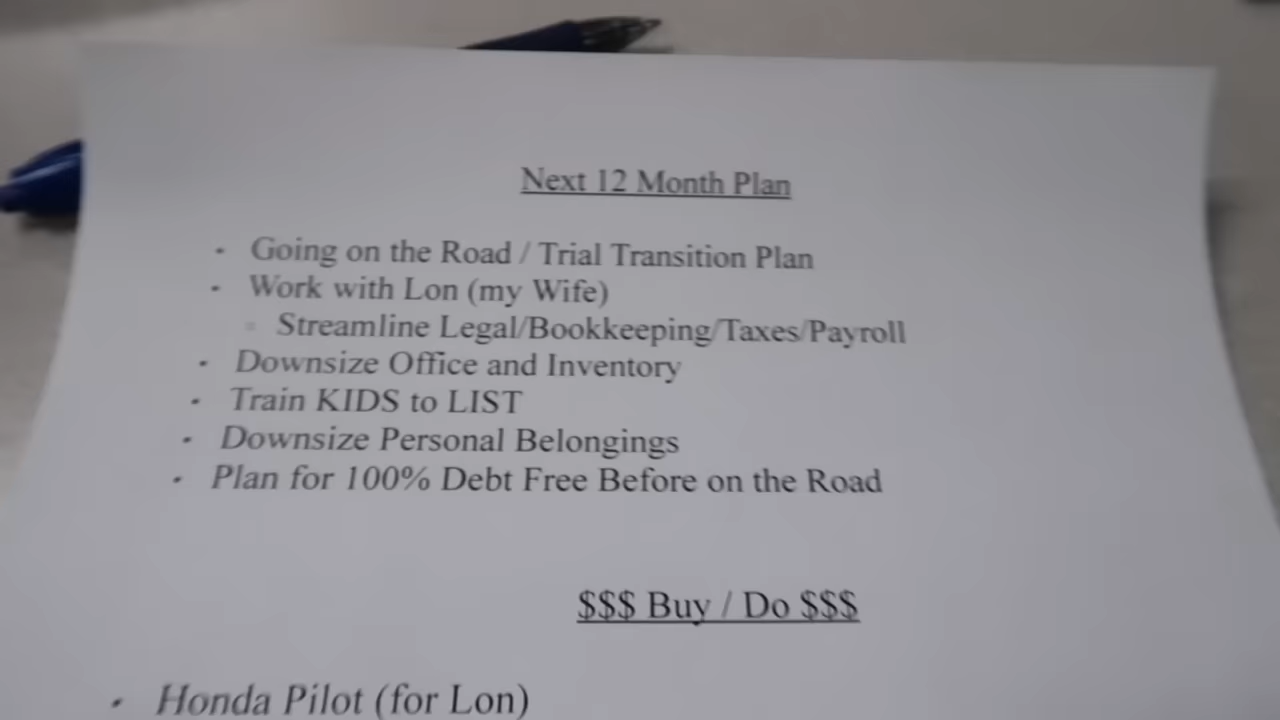 Next 12 Month Plan
• Going on the Road / Trial Transition Plan
• Work with Lon (my Wife)
▫ Streamline Legal/Bookkeeping/Taxes/Payroll
• Downsize Office and Inventory
• Train KIDS to LIST
• Downsize Personal Belongings
• Plan for 100% Debt Free Before on the Road
$$$ Buy / Do $$$
• Honda Pilot (for Lon)